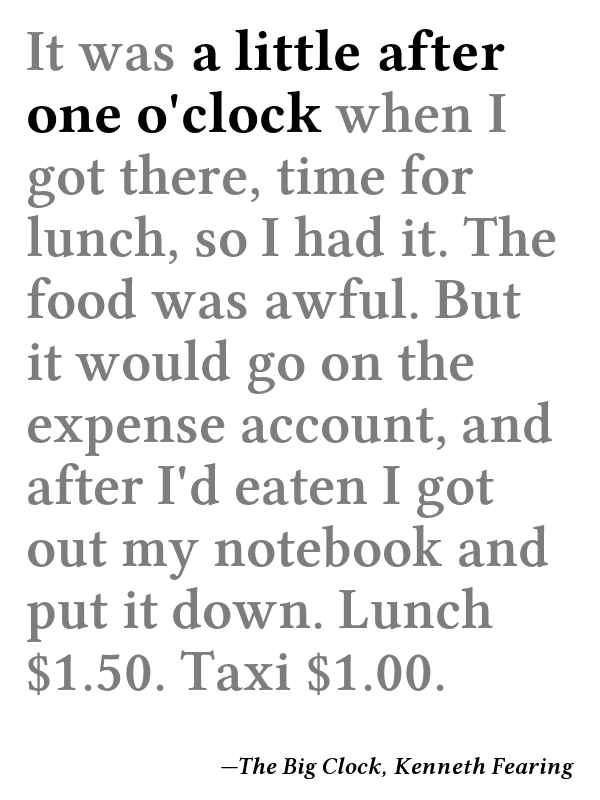 It was a little after
one o'clock when I
got there, time for
lunch, so I had it. The
food was awful. But
it would go on the
expense account, and
after I'd eaten I got
out my notebook and
put it down. Lunch
$1.50. Taxi $1.00.
—The Big Clock, Kenneth Fearing